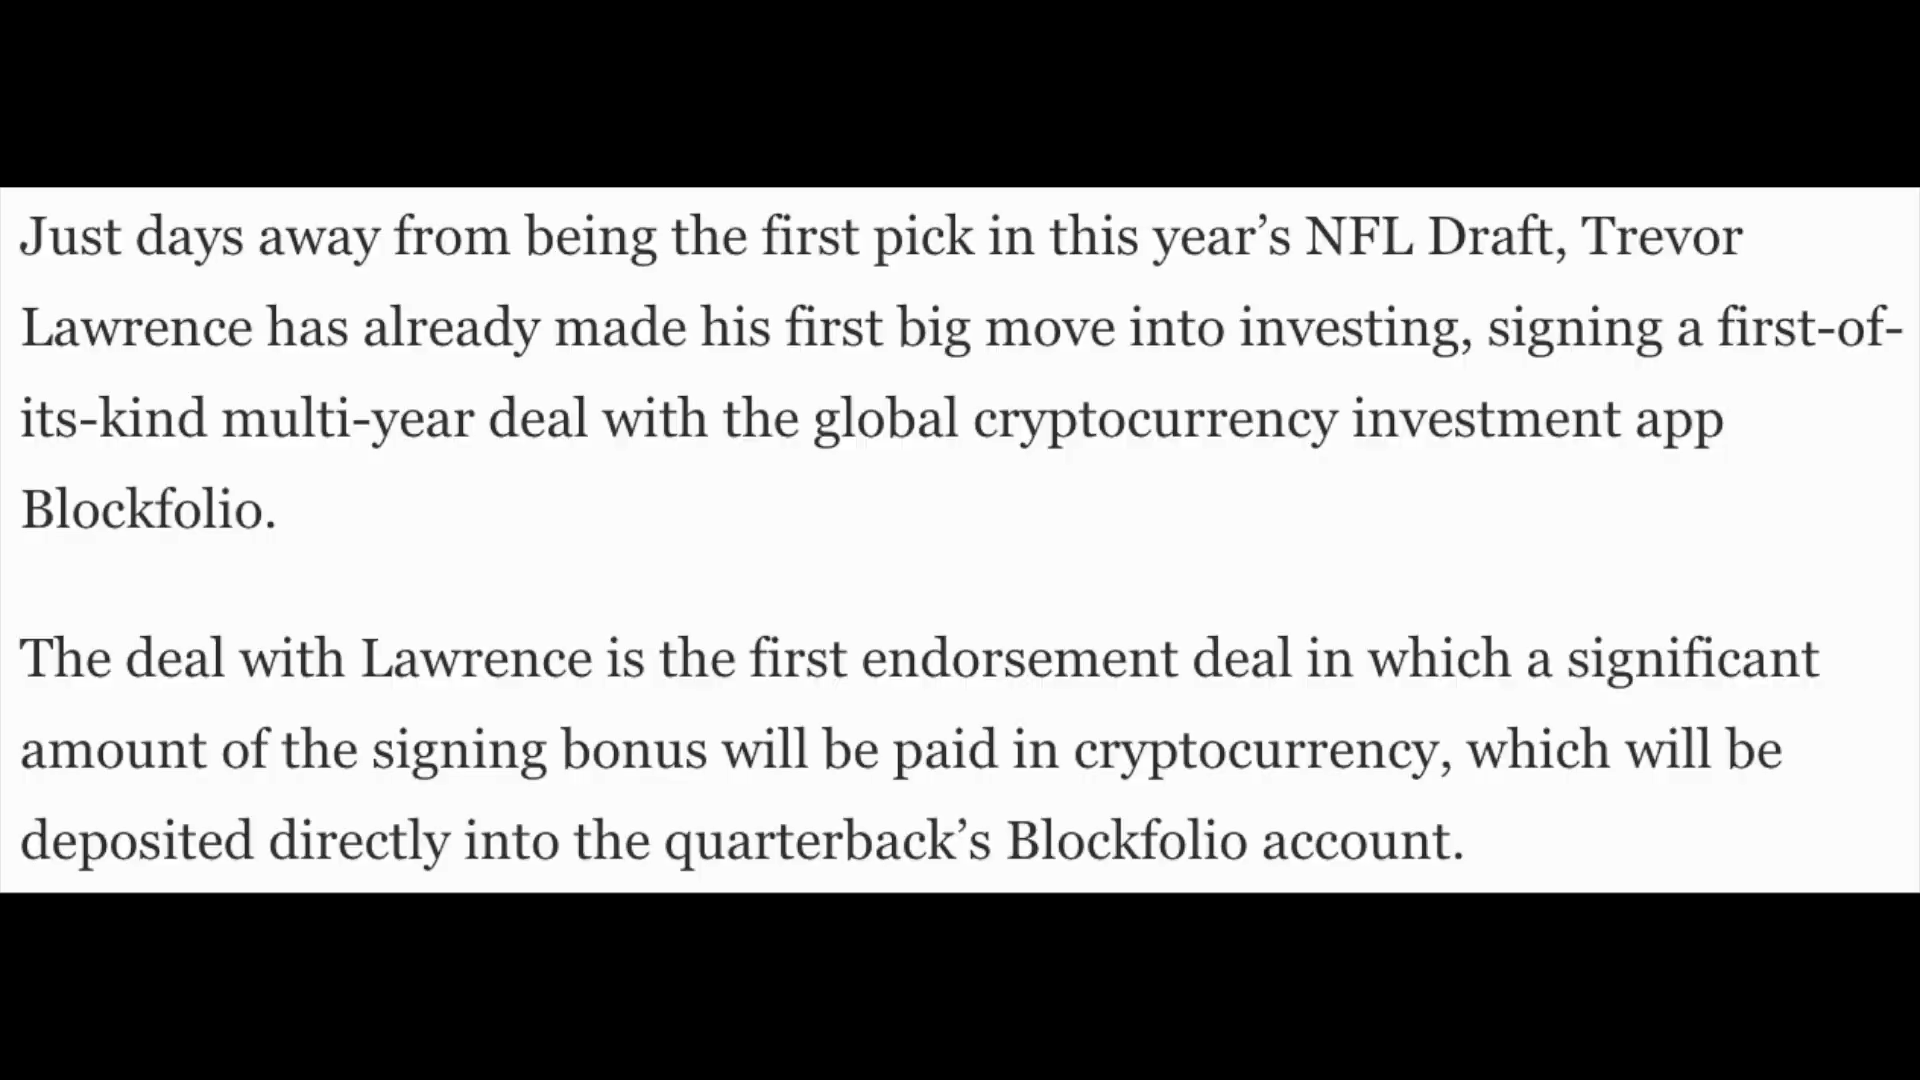 Just days away from being the first pick in this year’s NFL Draft, Trevor
Lawrence has already made his first big move into investing, signing a first-of-
its-kind multi-year deal with the global cryptocurrency investment app
Blockfolio.
The deal with Lawrence is the first endorsement deal in which a significant
amount of the signing bonus will be paid in cryptocurrency, which will be
deposited directly into the quarterback’s Blockfolio account.